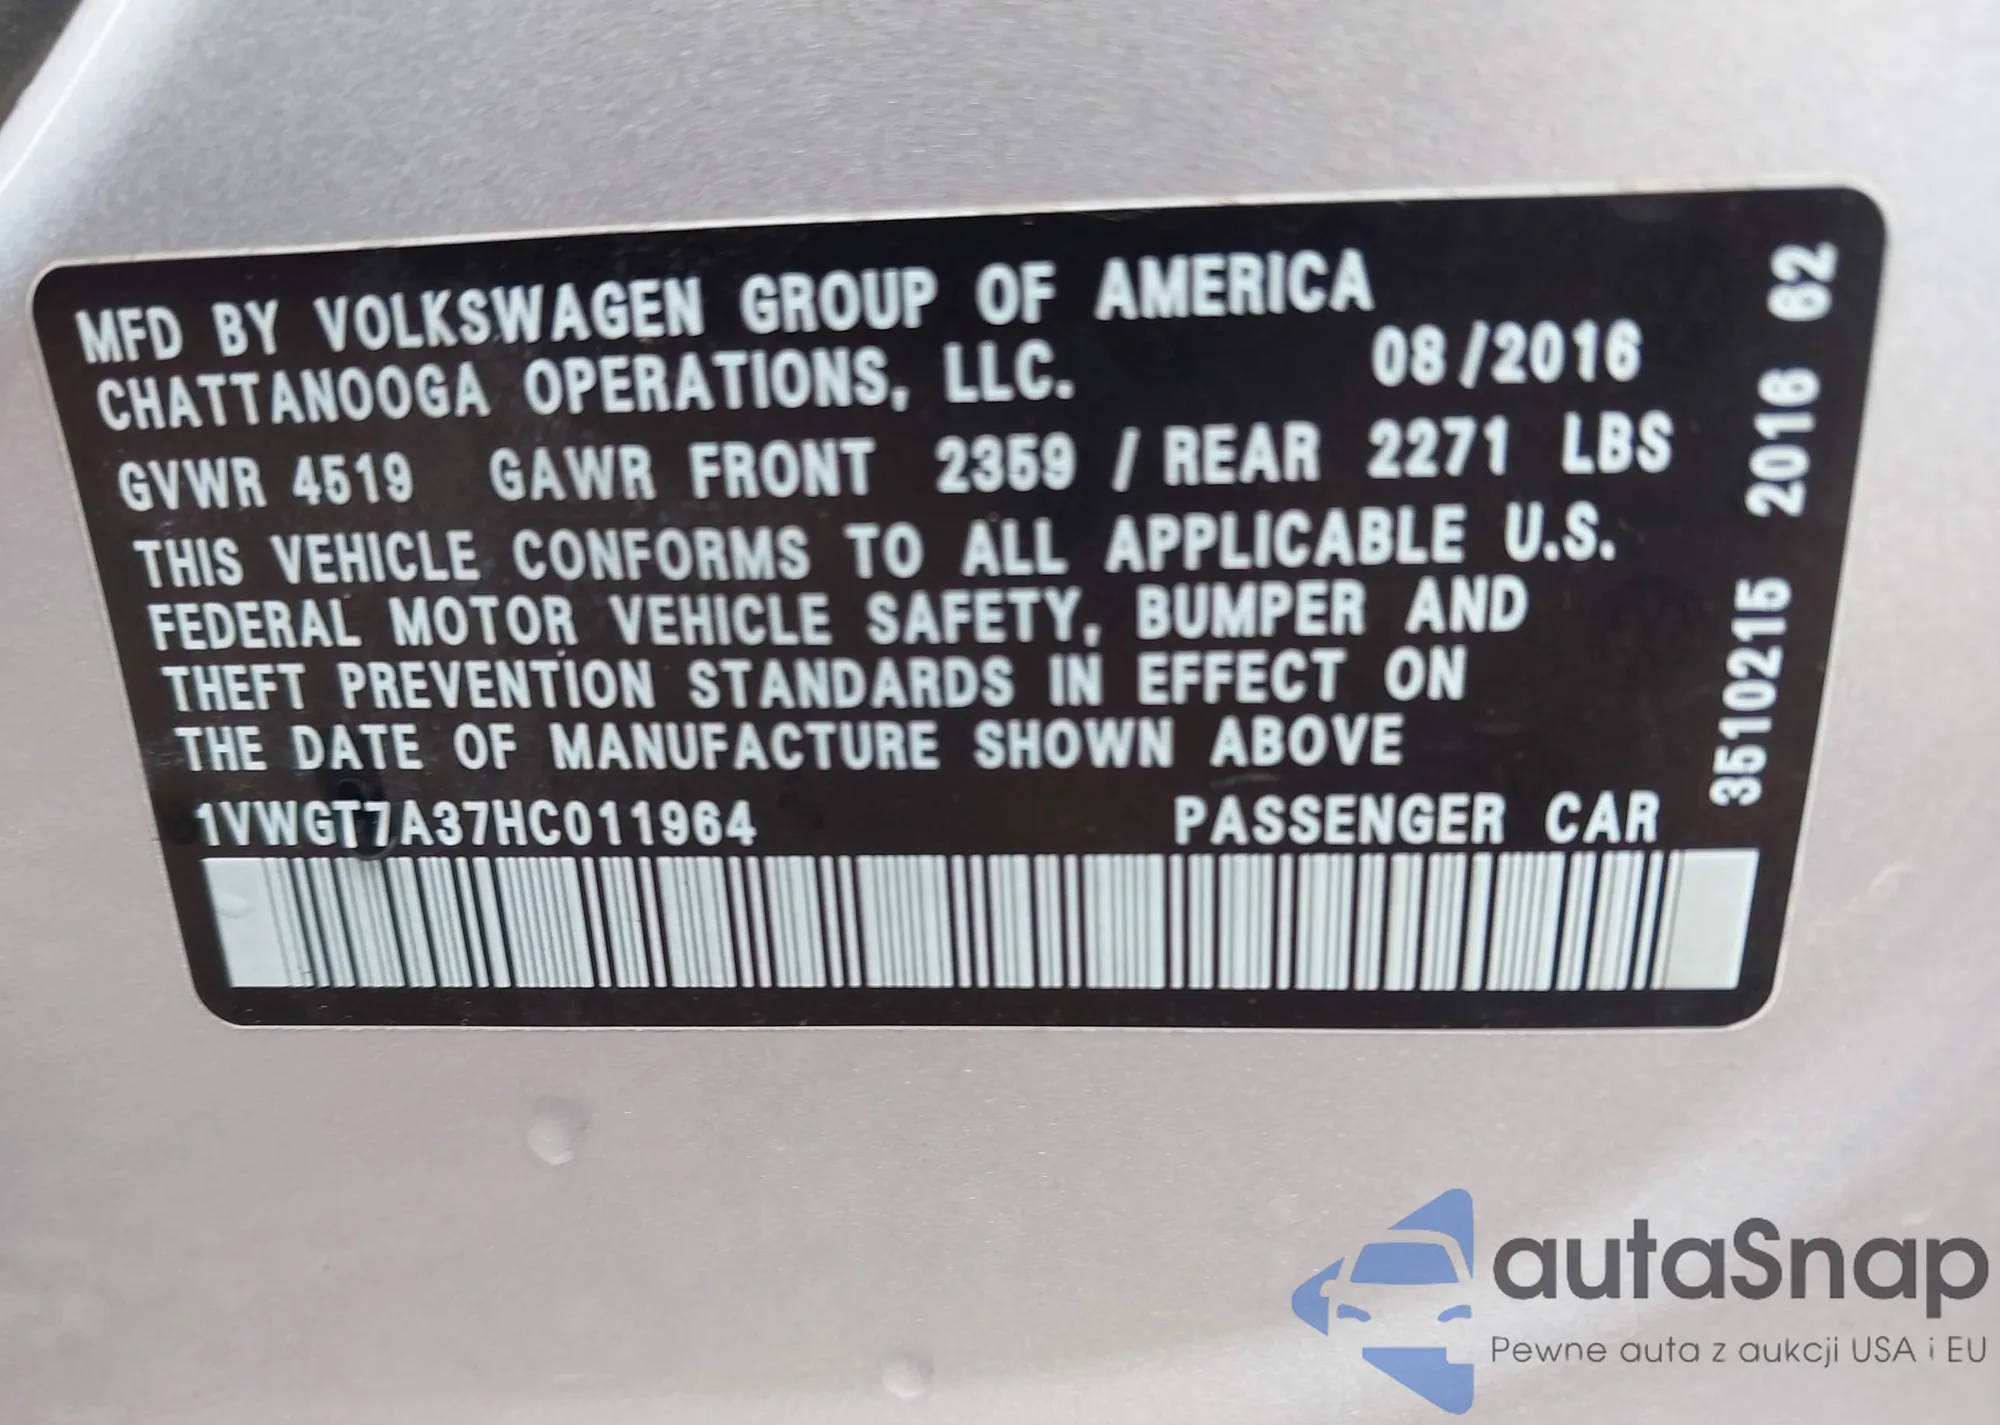 MFD BY VOLKSWAGEN GROUP OF AMERICA
CHATTANOOGA OPERATIONS, LLC. 08/2016
GVWR 4519 GAWR FRONT 2359 / REAR 2271 LBS
THIS VEHICLE CONFORMS TO ALL APPLICABLE U.S.
FEDERAL MOTOR VEHICLE SAFETY, BUMPER AND
THEFT PREVENTION STANDARDS IN EFFECT ON
THE DATE OF MANUFACTURE SHOWN ABOVE
1VWGT7A37HC011964 PASSENGER CAR
3510215 2016 62
autaSnap
Pewne auta z aukcji USA i EU